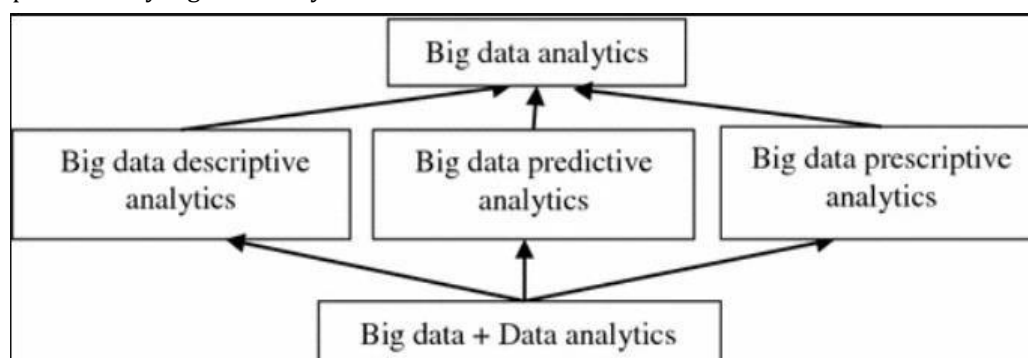 Big data analytics
Big data descriptive
analytics
Big data predictive
analytics
Big data prescriptive
analytics
Big data + Data analytics